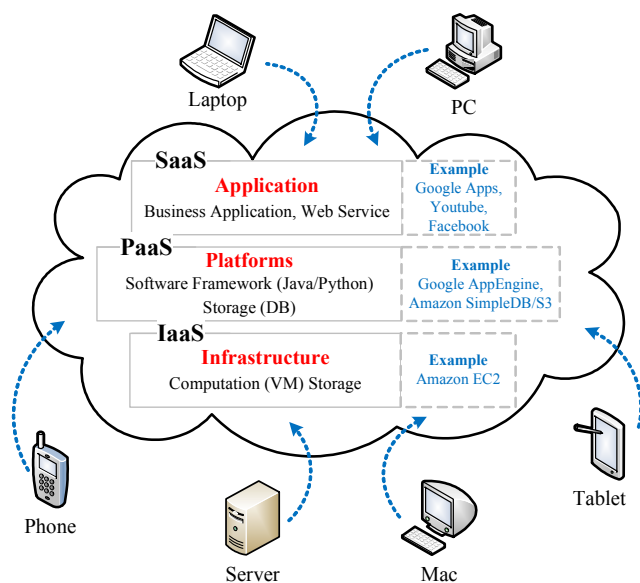 Laptop
PC
SaaS
Application
Business Application, Web Service
Example
Google Apps,
Youtube,
Facebook
PaaS
Platforms
Software Framework (Java/Python)
Storage (DB)
Example
Google AppEngine,
Amazon SimpleDB/S3
IaaS
Infrastructure
Computation (VM) Storage
Example
Amazon EC2
Phone
Server
Mac
Tablet